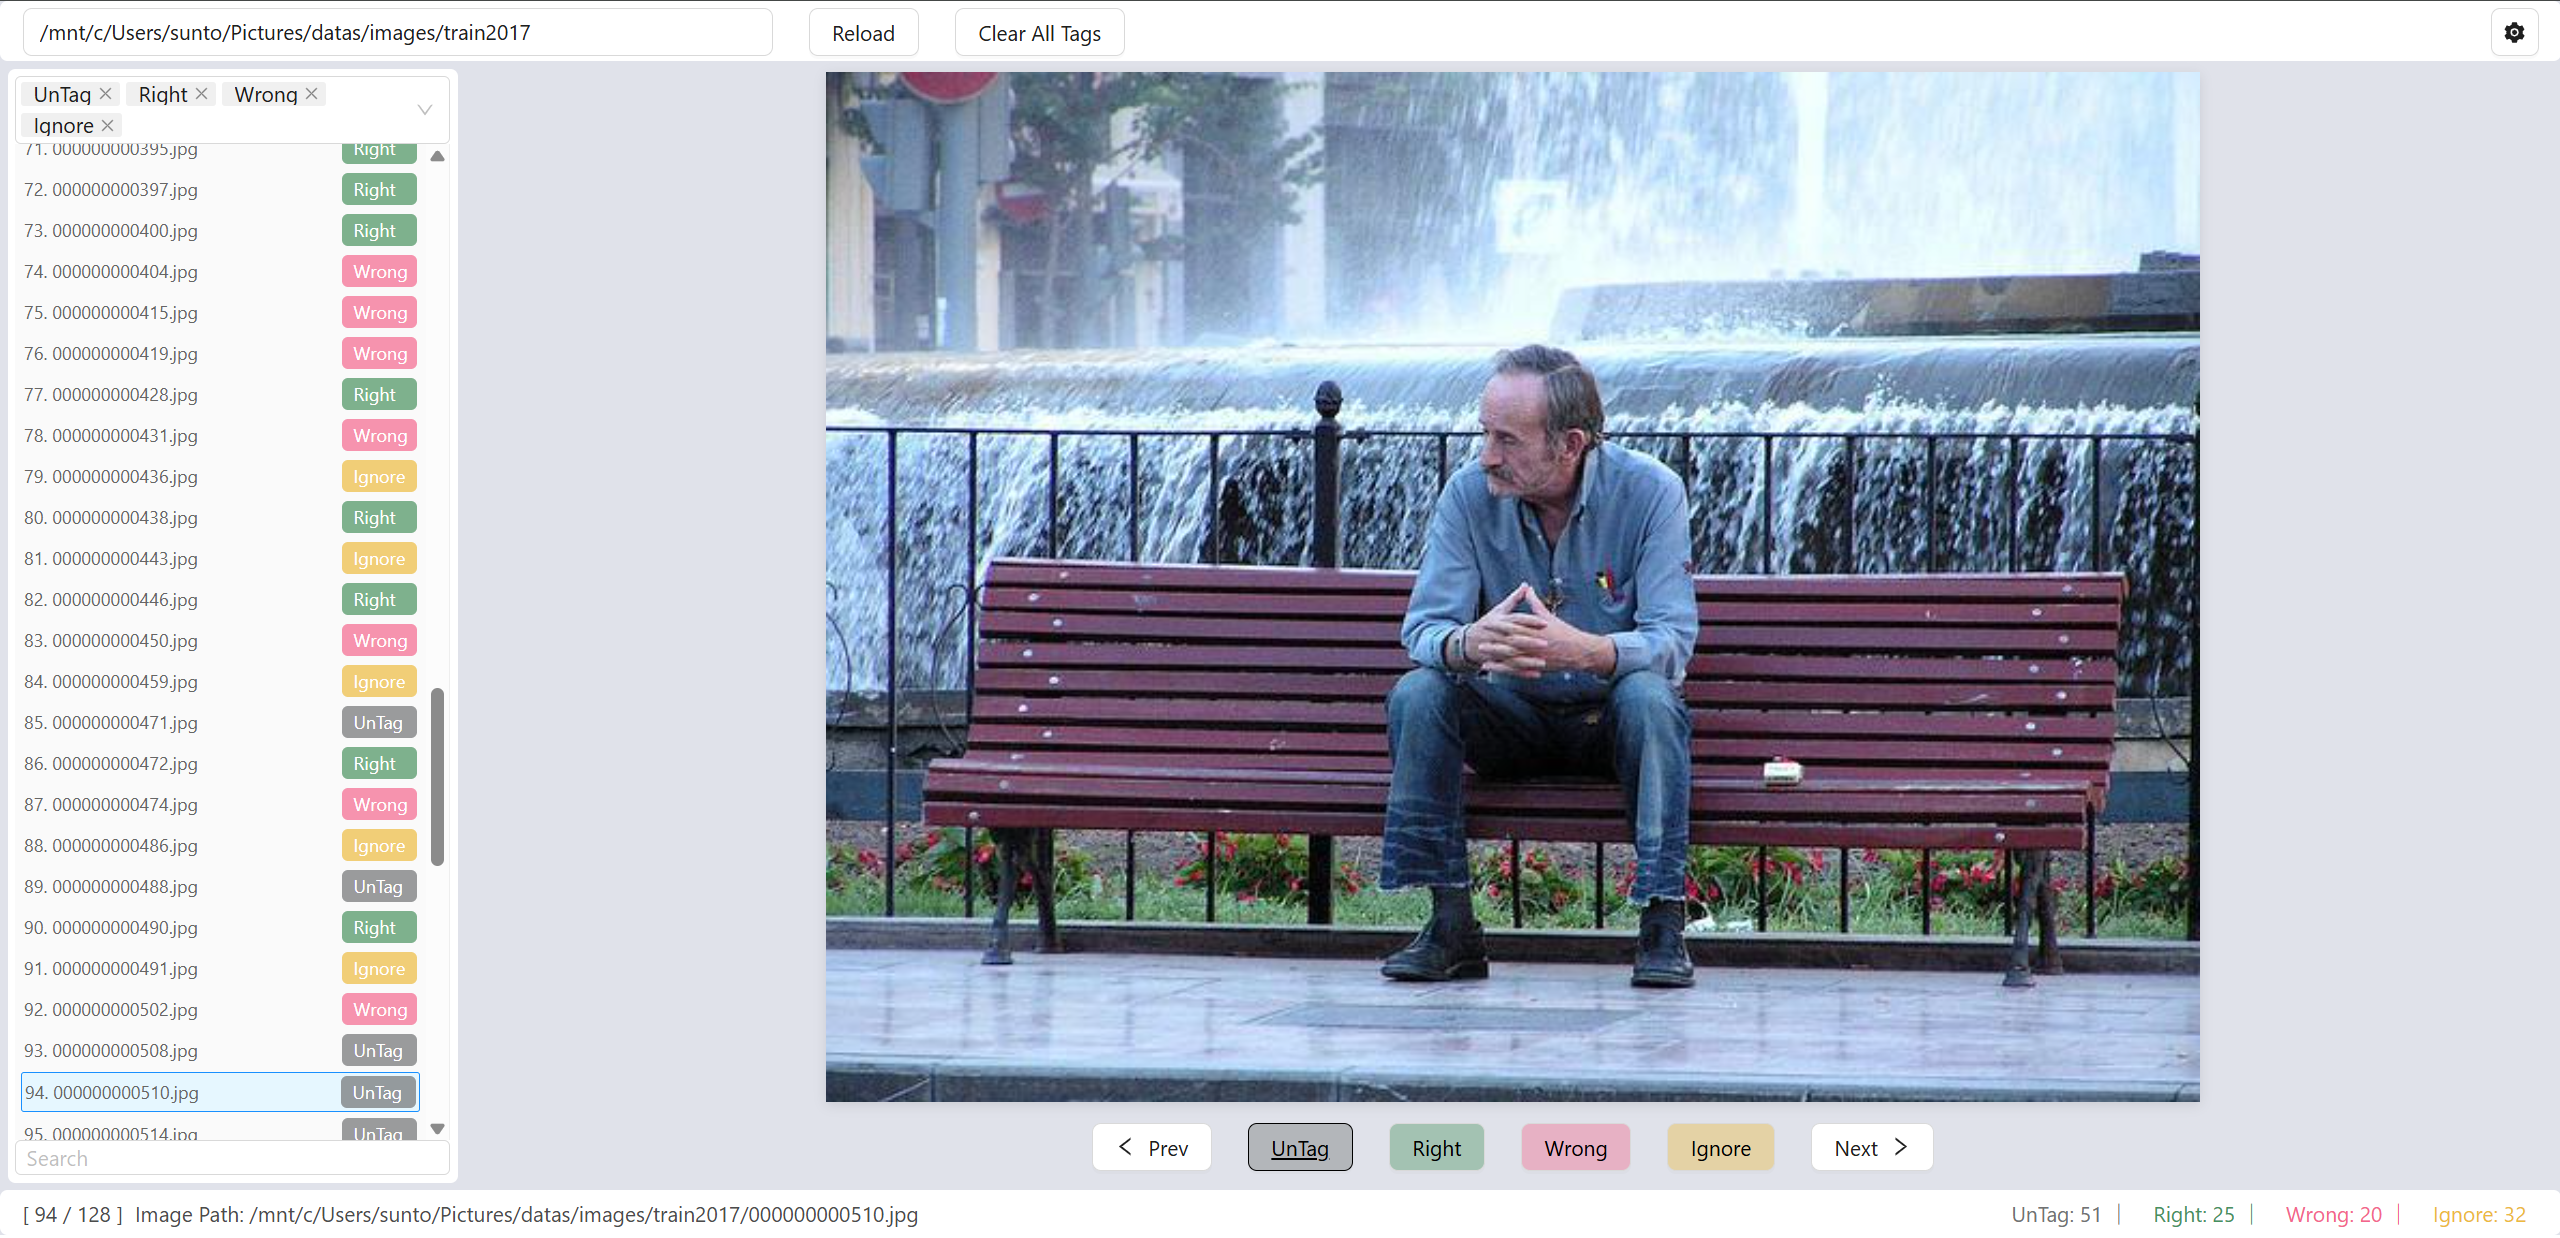 /mnt/c/Users/sunto/Pictures/datas/images/train2017 Reload Clear All Tags
UnTag Right Wrong
Ignore
71. 000000000395.jpg Right
72. 000000000397.jpg Right
73. 000000000400.jpg Right
74. 000000000404.jpg Wrong
75. 000000000415.jpg Wrong
76. 000000000419.jpg Wrong
77. 000000000428.jpg Right
78. 000000000431.jpg Wrong
79. 000000000436.jpg Ignore
80. 000000000438.jpg Right
81. 000000000443.jpg Ignore
82. 000000000446.jpg Right
83. 000000000450.jpg Wrong
84. 000000000459.jpg Ignore
85. 000000000471.jpg UnTag
86. 000000000472.jpg Right
87. 000000000474.jpg Wrong
88. 000000000486.jpg Ignore
89. 000000000488.jpg UnTag
90. 000000000490.jpg Right
91. 000000000491.jpg Ignore
92. 000000000502.jpg Wrong
93. 000000000508.jpg UnTag
94. 000000000510.jpg UnTag
95. 000000000514.jpg UnTag
Search
Prev UnTag Right Wrong Ignore Next
[ 94 / 128 ] Image Path: /mnt/c/Users/sunto/Pictures/datas/images/train2017/000000000510.jpg UnTag: 51 Right: 25 Wrong: 20 Ignore: 32